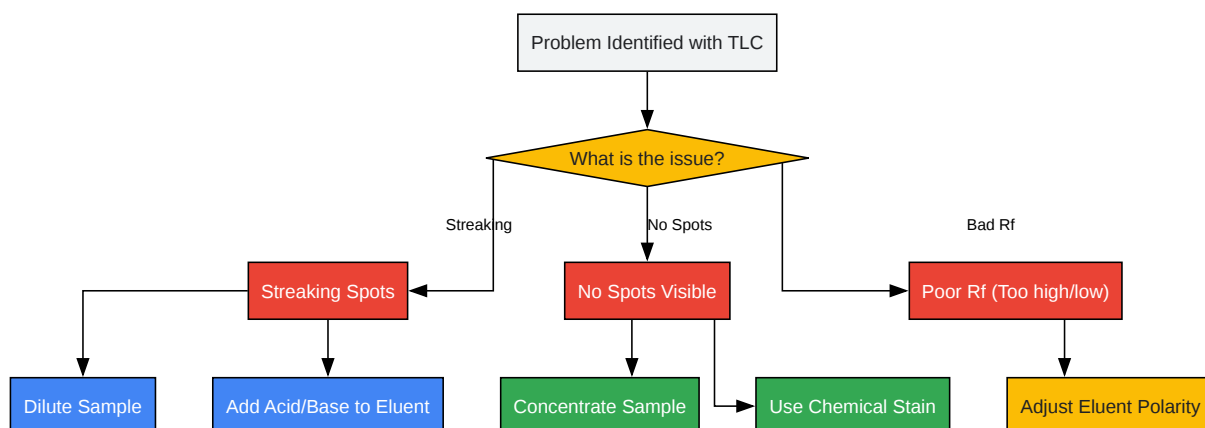 Problem Identified with TLC
What is the issue?
Streaking
No Spots
Bad Rf
Streaking Spots
No Spots Visible
Poor Rf (Too high/low)
Dilute Sample
Add Acid/Base to Eluent
Concentrate Sample
Use Chemical Stain
Adjust Eluent Polarity